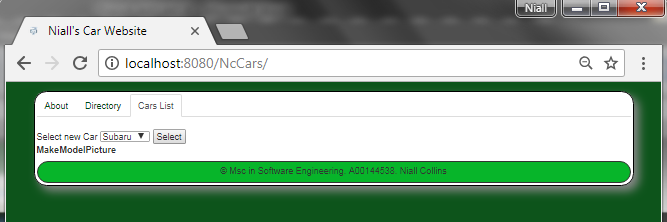 Niall
Niall's Car Website
localhost:8080/NcCars/
About Directory Cars List
Select new Car Subaru Select
MakeModelPicture
© Msc in Software Engineering. A00144538. Niall Collins